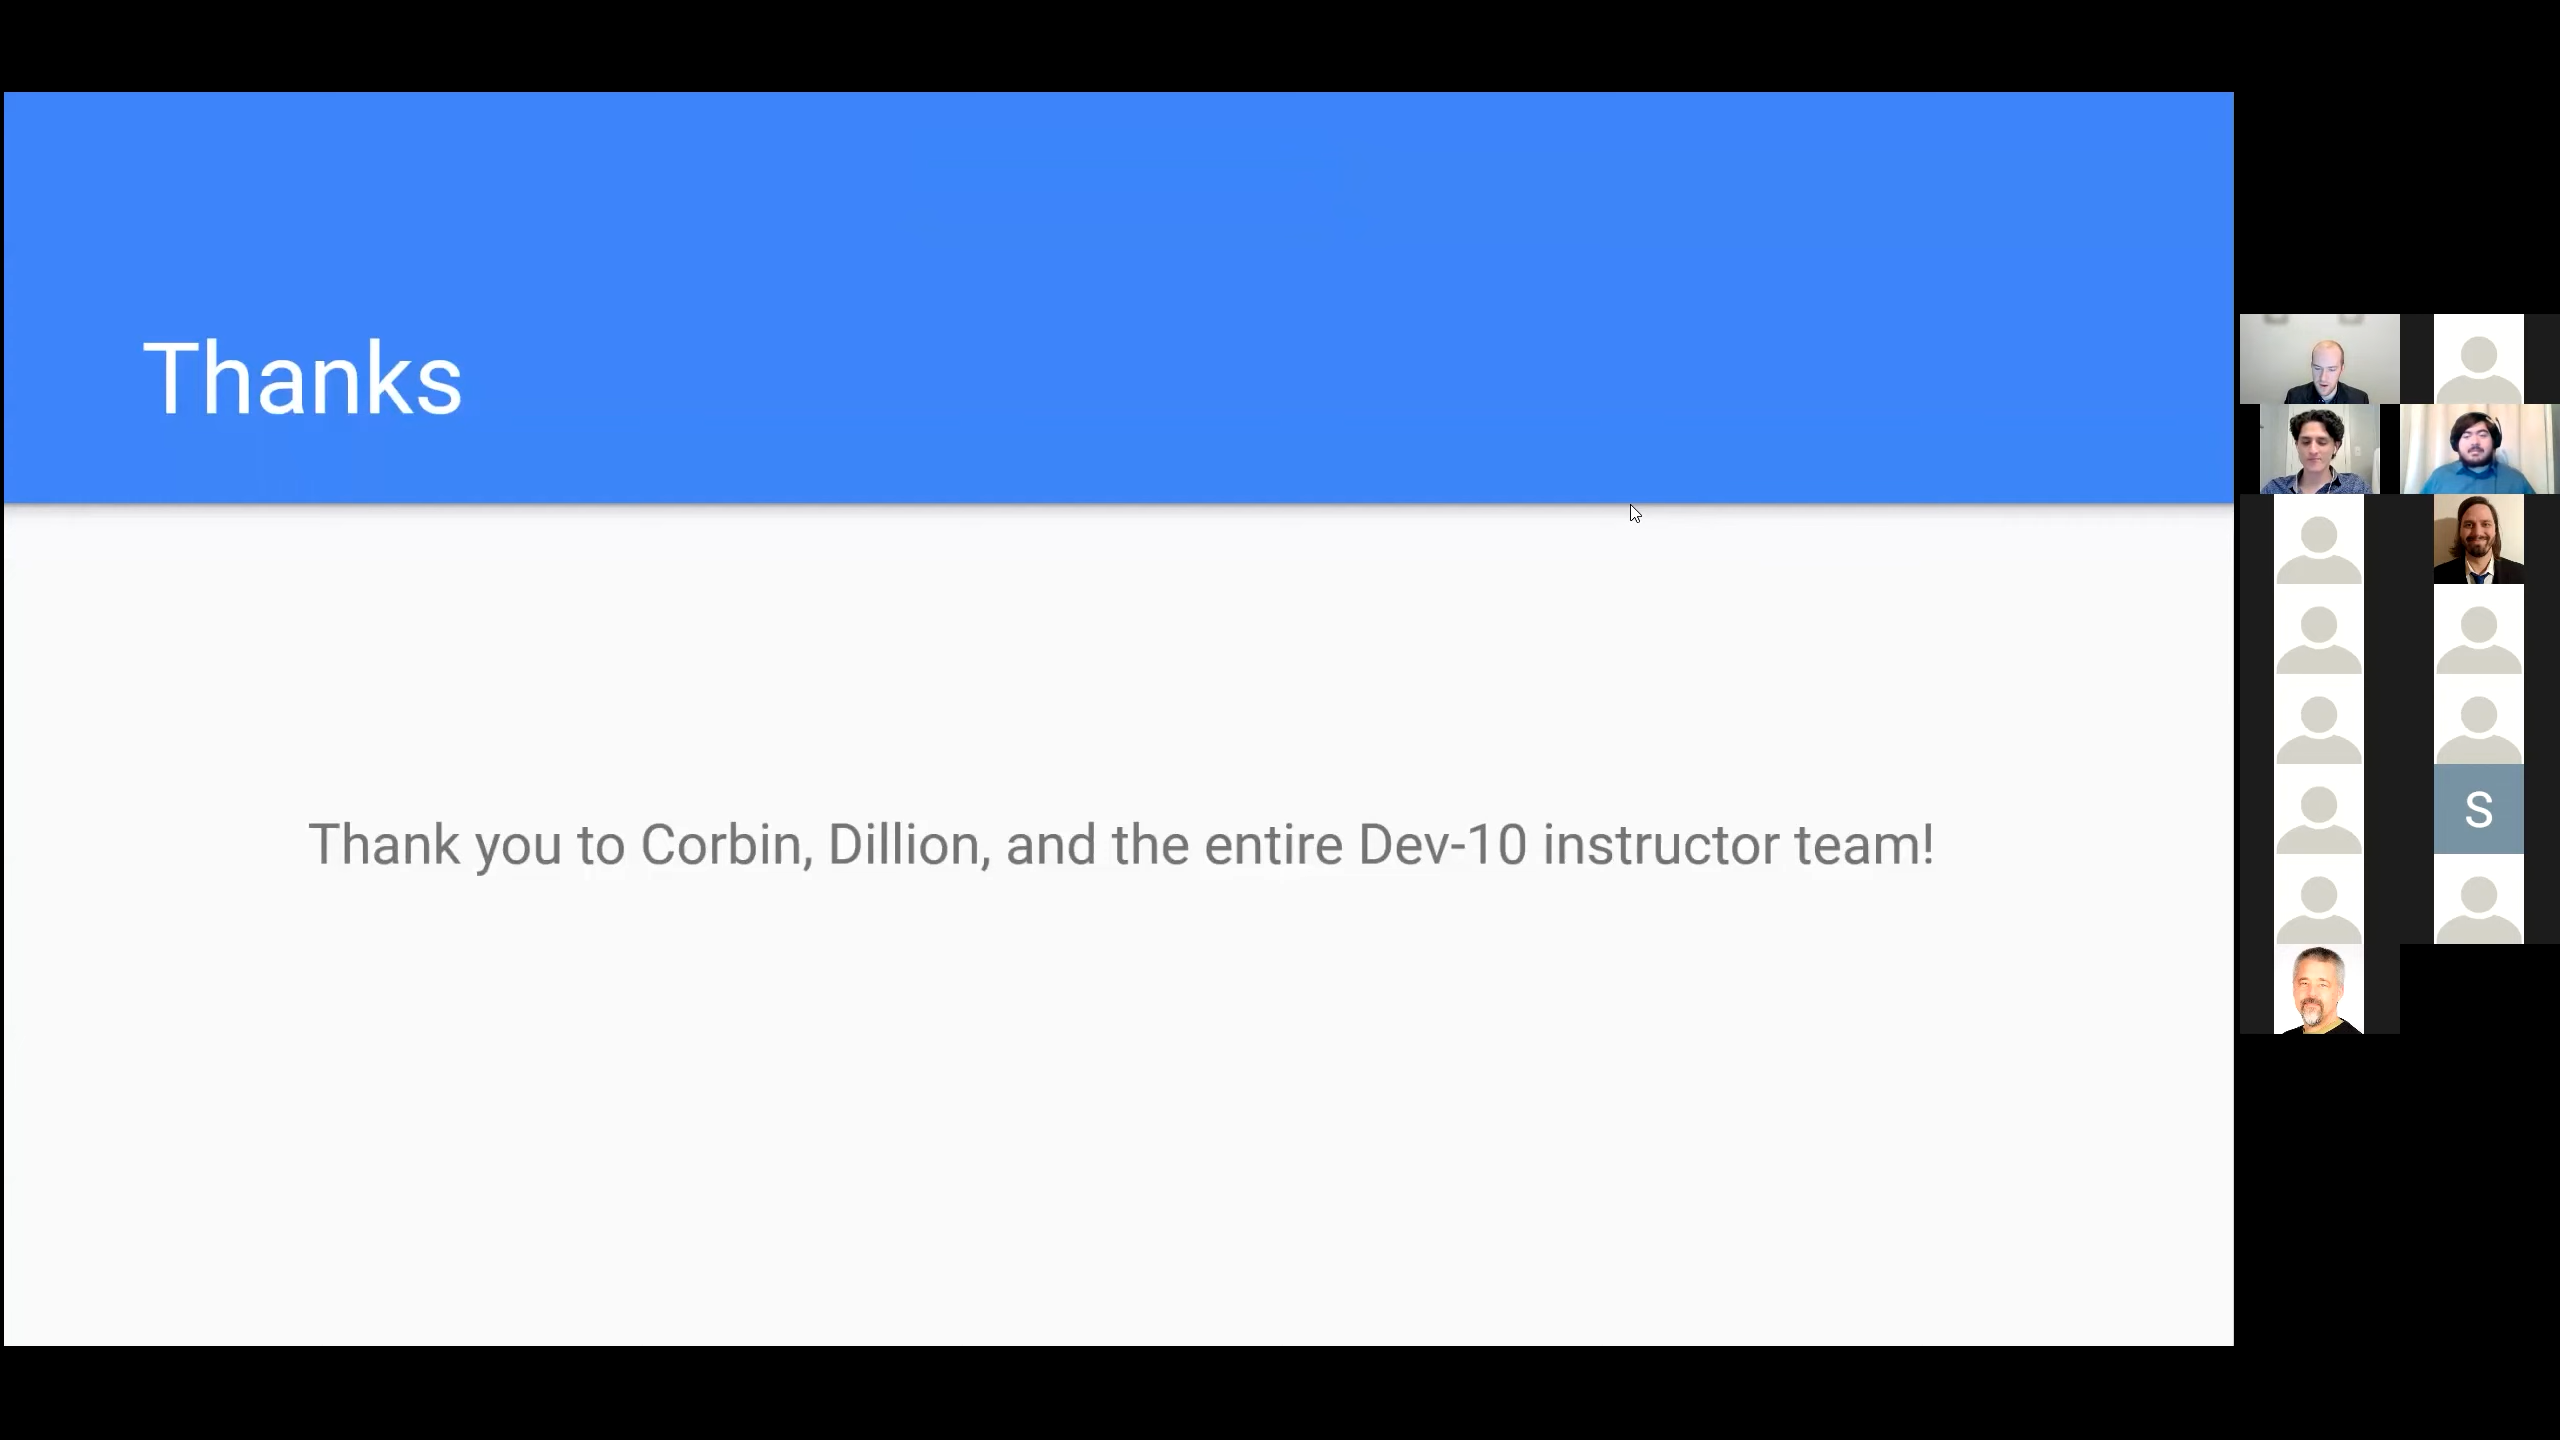 Thanks
Thank you to Corbin, Dillion, and the entire Dev-10 instructor team!
S